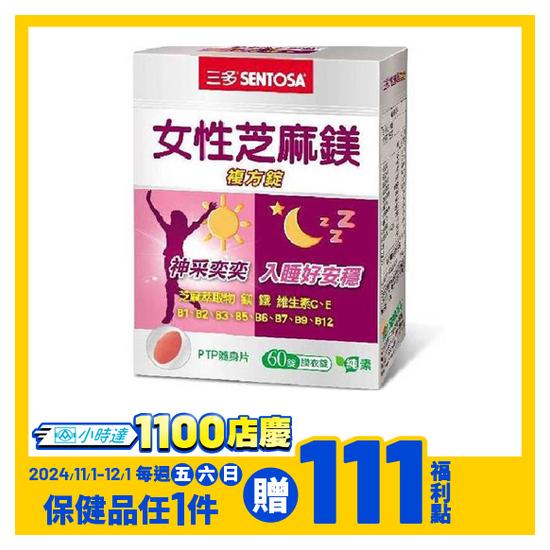 三多 SENTOSA®
女性芝麻鎂
複方錠
神采奕奕
入睡好安穩
芝麻萃取物 鎂 鐵 維生素C、E
B1、B2、B3、B5、B6、B7、B9、B12
PTP隨身片
60錠 膜衣錠
純素
小時達
1100店慶
2024/11/1-12/1 每週五六日
保健品任1件
贈
111
福利點